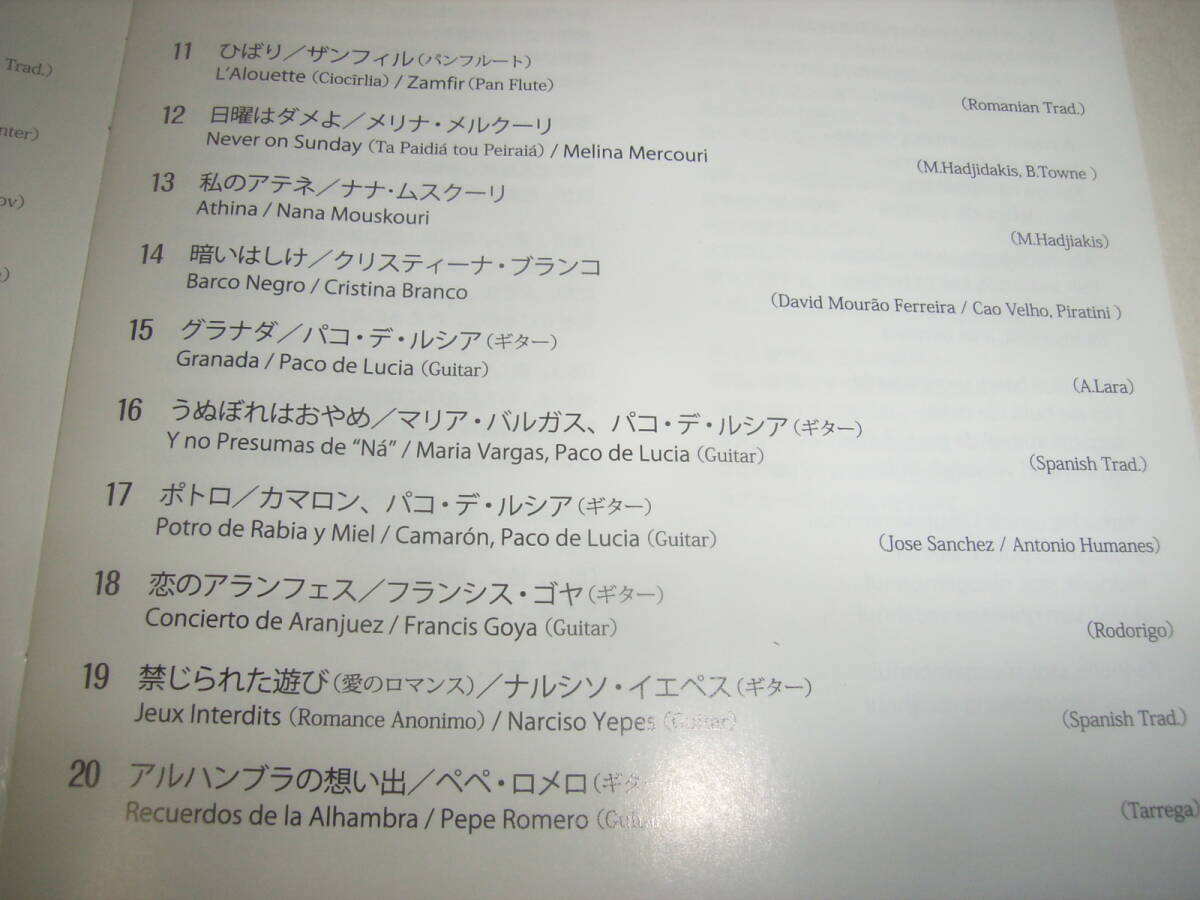 Trad.）
nter）
ov）
）
11 ひばり／ザンフィル（パンフルート）
L'Alouette (Ciocîrlia) / Zamfir (Pan Flute)
（Romanian Trad.）
12 日曜はダメよ／メリナ・メルクーリ
Never on Sunday (Ta Paidiá tou Peiraiá) / Melina Mercouri
（M.Hadjidakis, B.Towne ）
13 私のアテネ／ナナ・ムスクーリ
Athina / Nana Mouskouri
（M.Hadjiakis）
14 暗いはしけ／クリスティーナ・ブランコ
Barco Negro / Cristina Branco
（David Mourão Ferreira / Cao Velho, Piratini ）
15 グラナダ／パコ・デ・ルシア（ギター）
Granada / Paco de Lucia （Guitar）
（A.Lara）
16 うぬぼれはおやめ／マリア・バルガス、パコ・デ・ルシア（ギター）
Y no Presumas de “Ná” / Maria Vargas, Paco de Lucia （Guitar）
（Spanish Trad.）
17 ポトロ／カマロン、パコ・デ・ルシア（ギター）
Potro de Rabia y Miel / Camarón, Paco de Lucia （Guitar）
（Jose Sanchez / Antonio Humanes）
18 恋のアランフェス／フランシス・ゴヤ（ギター）
Concierto de Aranjuez / Francis Goya （Guitar）
（Rodorigo）
19 禁じられた遊び（愛のロマンス）／ナルシソ・イエペス（ギター）
Jeux Interdits （Romance Anonimo） / Narciso Yepes （Guitar）
（Spanish Trad.）
20 アルハンブラの想い出／ペペ・ロメロ（ギタ
Recuerdos de la Alhambra / Pepe Romero （Guitar
（Tarrega）